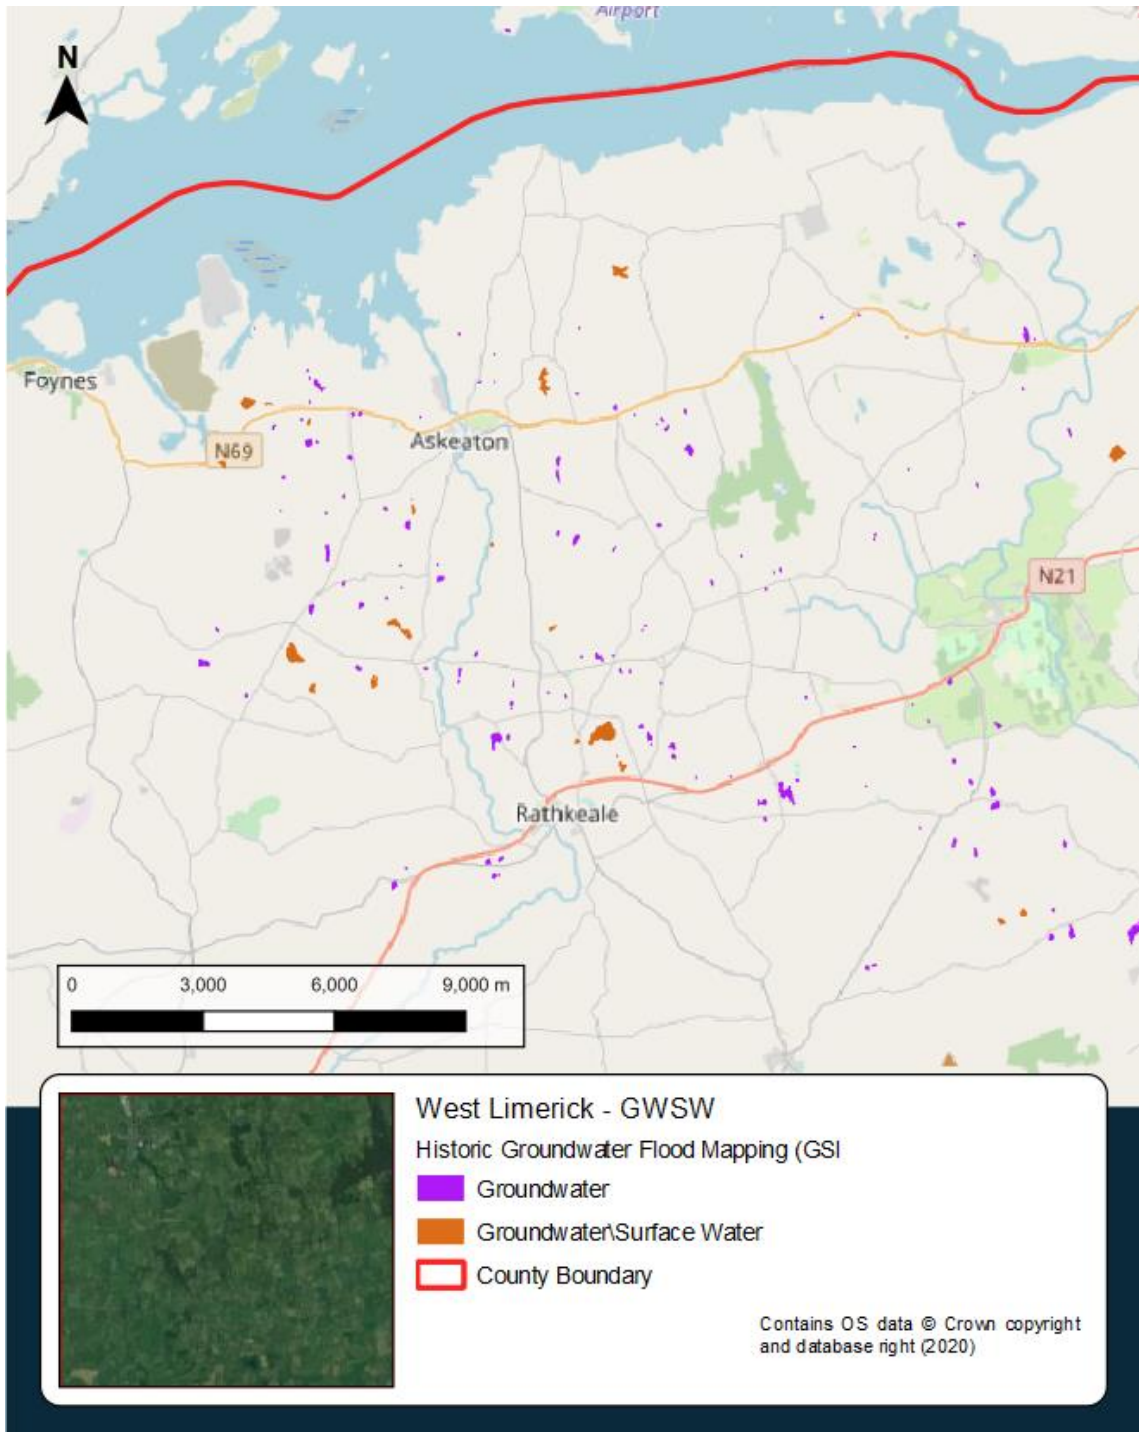 Airport
N
Foynes
Askeaton
N69
N21
Rathkeale
0 3,000 6,000 9,000 m
West Limerick - GWSW
Historic Groundwater Flood Mapping (GSI
Groundwater
Groundwater\Surface Water
County Boundary
Contains OS data © Crown copyright
and database right (2020)